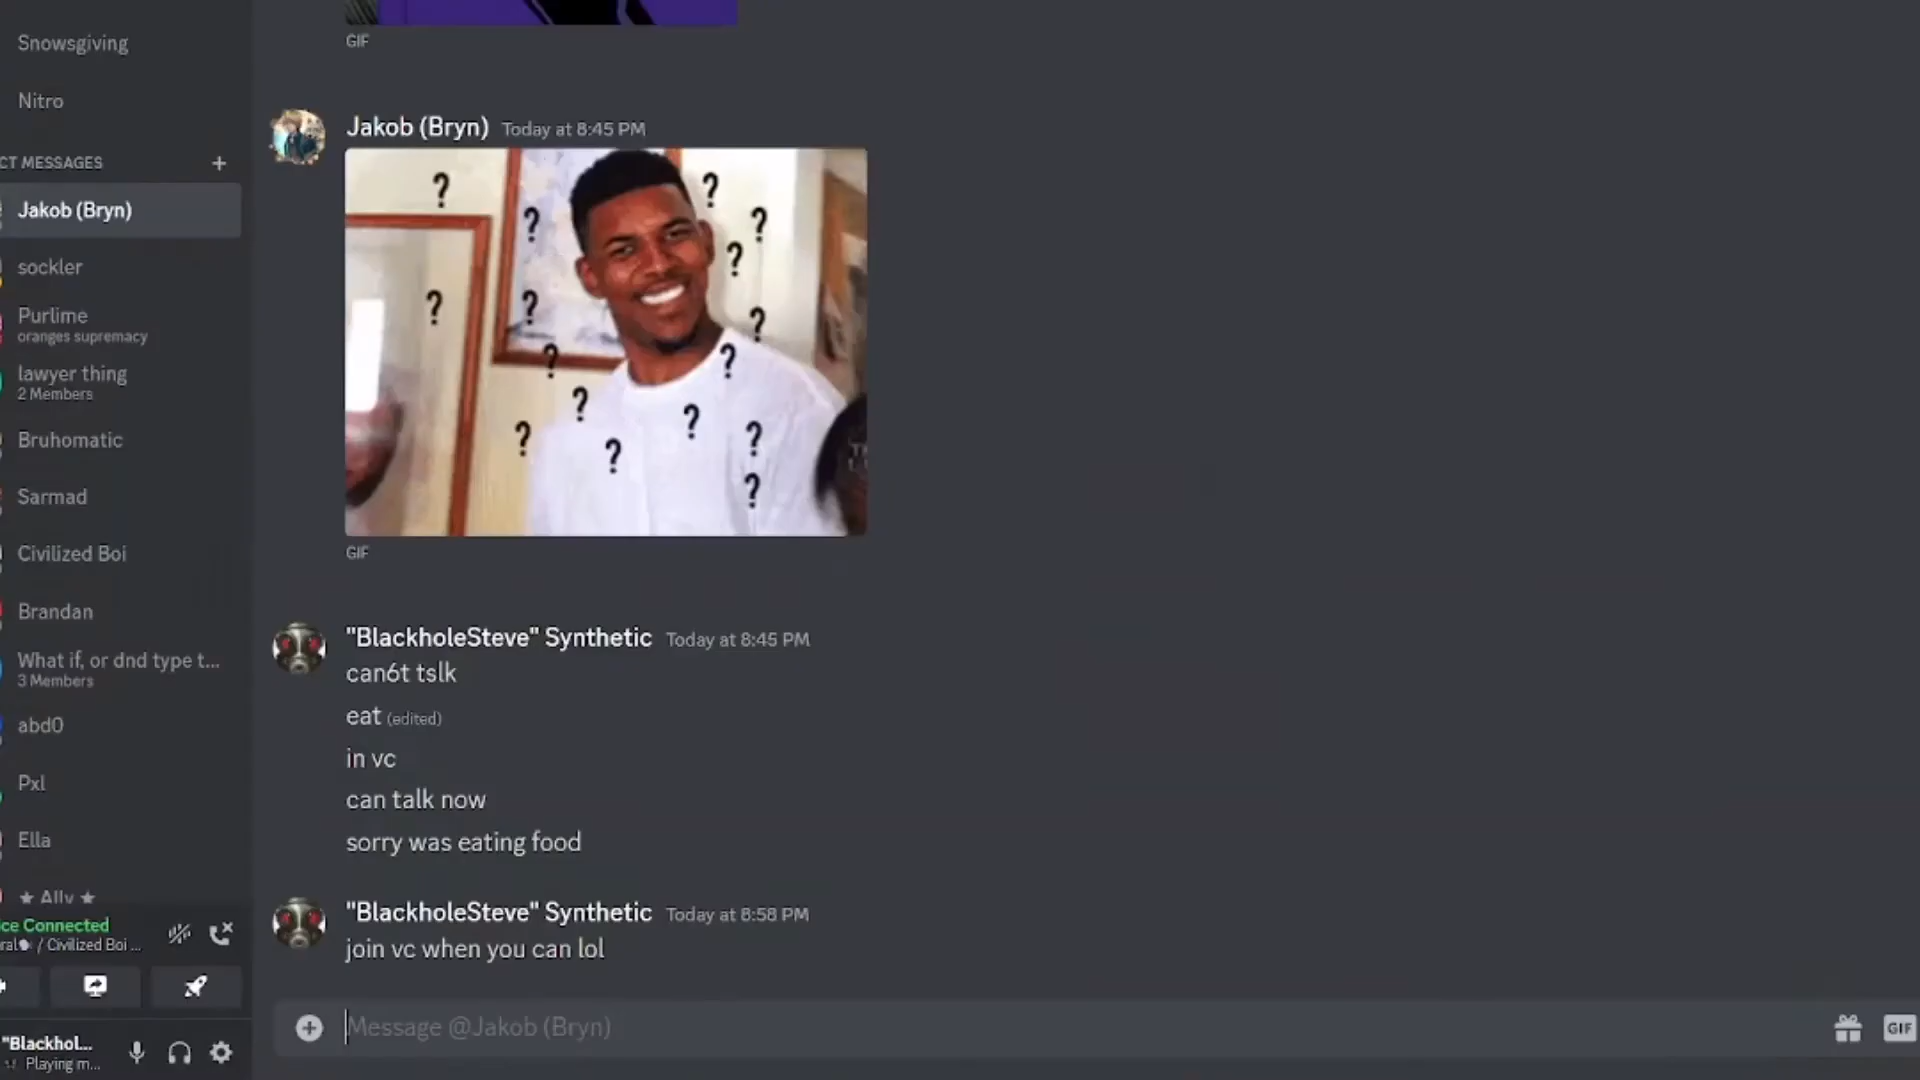 Snowsgiving
Nitro
CT MESSAGES
Jakob (Bryn)
sockler
Purlime
oranges supremacy
lawyer thing
2 Members
Bruhomatic
Sarmad
Civilized Boi
Brandan
What if, or dnd type t...
3 Members
abd0
Pxl
Ella
★ Ally ★
ice Connected
ral🗣 / Civilized Boi ...
"Blackhol...
Playing m...
GIF
Jakob (Bryn) Today at 8:45 PM
? ? ? ? ? ? ? ? ? ? ? ? ? ? ? ? ?
GIF
"BlackholeSteve" Synthetic Today at 8:45 PM
can6t tslk
eat (edited)
in vc
can talk now
sorry was eating food
"BlackholeSteve" Synthetic Today at 8:58 PM
join vc when you can lol
Message @Jakob (Bryn)
GIF